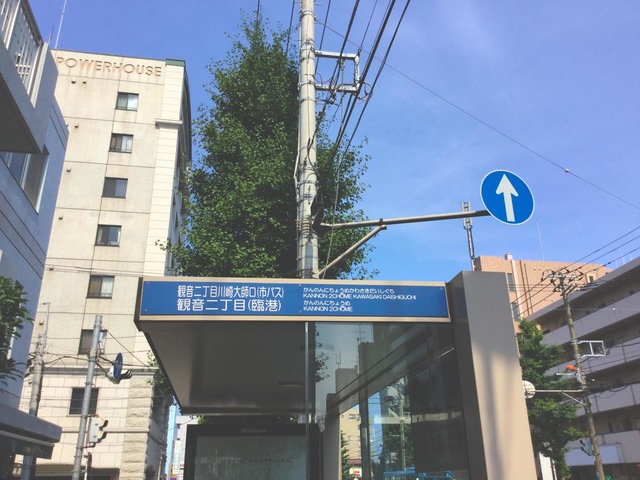 POWERHOUSE
観音二丁目川崎大師口(市バス)
かんのんにちょうめかわさきだいしぐち
KANNON 2CHOME KAWASAKI DAISHIGUCHI
観音二丁目(臨港)
かんのんにちょうめ
KANNON 2CHOME